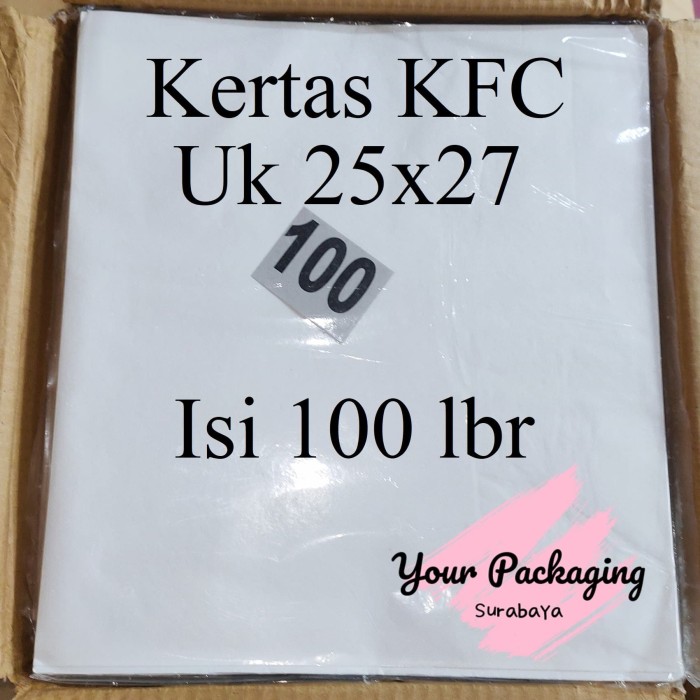 Kertas KFC
Uk 25x27
100
Isi 100 lbr
Your Packaging
Surabaya